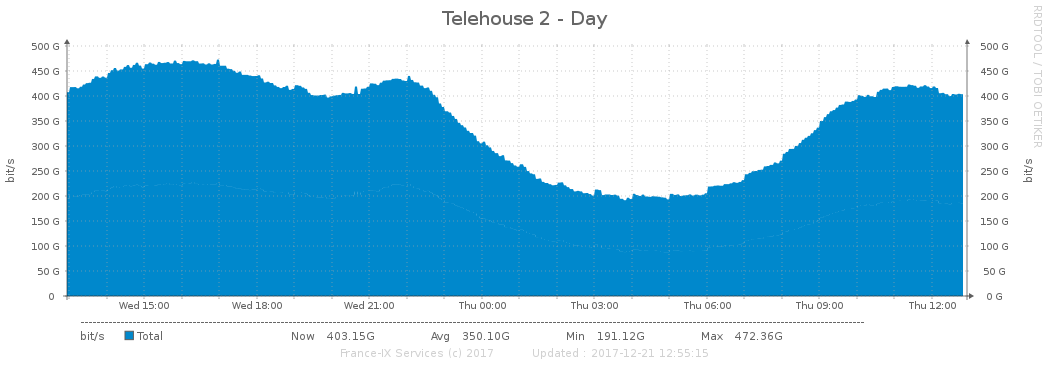 Telehouse 2 - Day
RRDTOOL / TOBI OETIKER
500 G 500 G
450 G 450 G
400 G 400 G
350 G 350 G
300 G 300 G
250 G 250 G
200 G 200 G
150 G 150 G
100 G 100 G
50 G 50 G
0 0 G
bit/s bit/s
Wed 15:00 Wed 18:00 Wed 21:00 Thu 00:00 Thu 03:00 Thu 06:00 Thu 09:00 Thu 12:00
bit/s Total Now 403.15G Avg 350.10G Min 191.12G Max 472.36G
France-IX Services (c) 2017 Updated : 2017-12-21 12:55:15